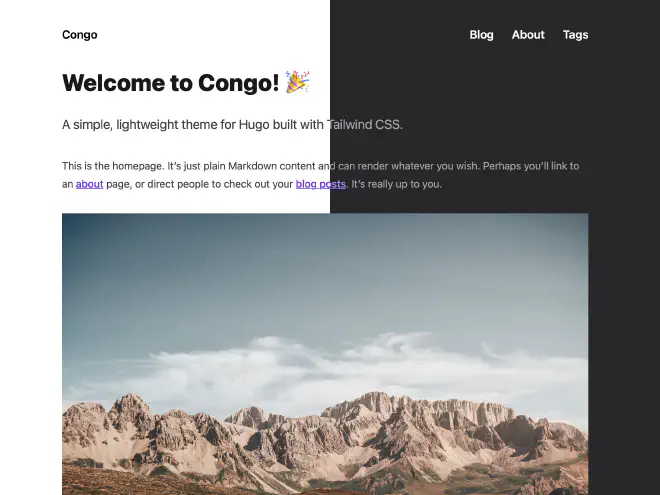 Congo
Blog About Tags
Welcome to Congo! 🎉
A simple, lightweight theme for Hugo built with Tailwind CSS.
This is the homepage. It’s just plain Markdown content and can render whatever you wish. Perhaps you’ll link to
an about page, or direct people to check out your blog posts. It’s really up to you.